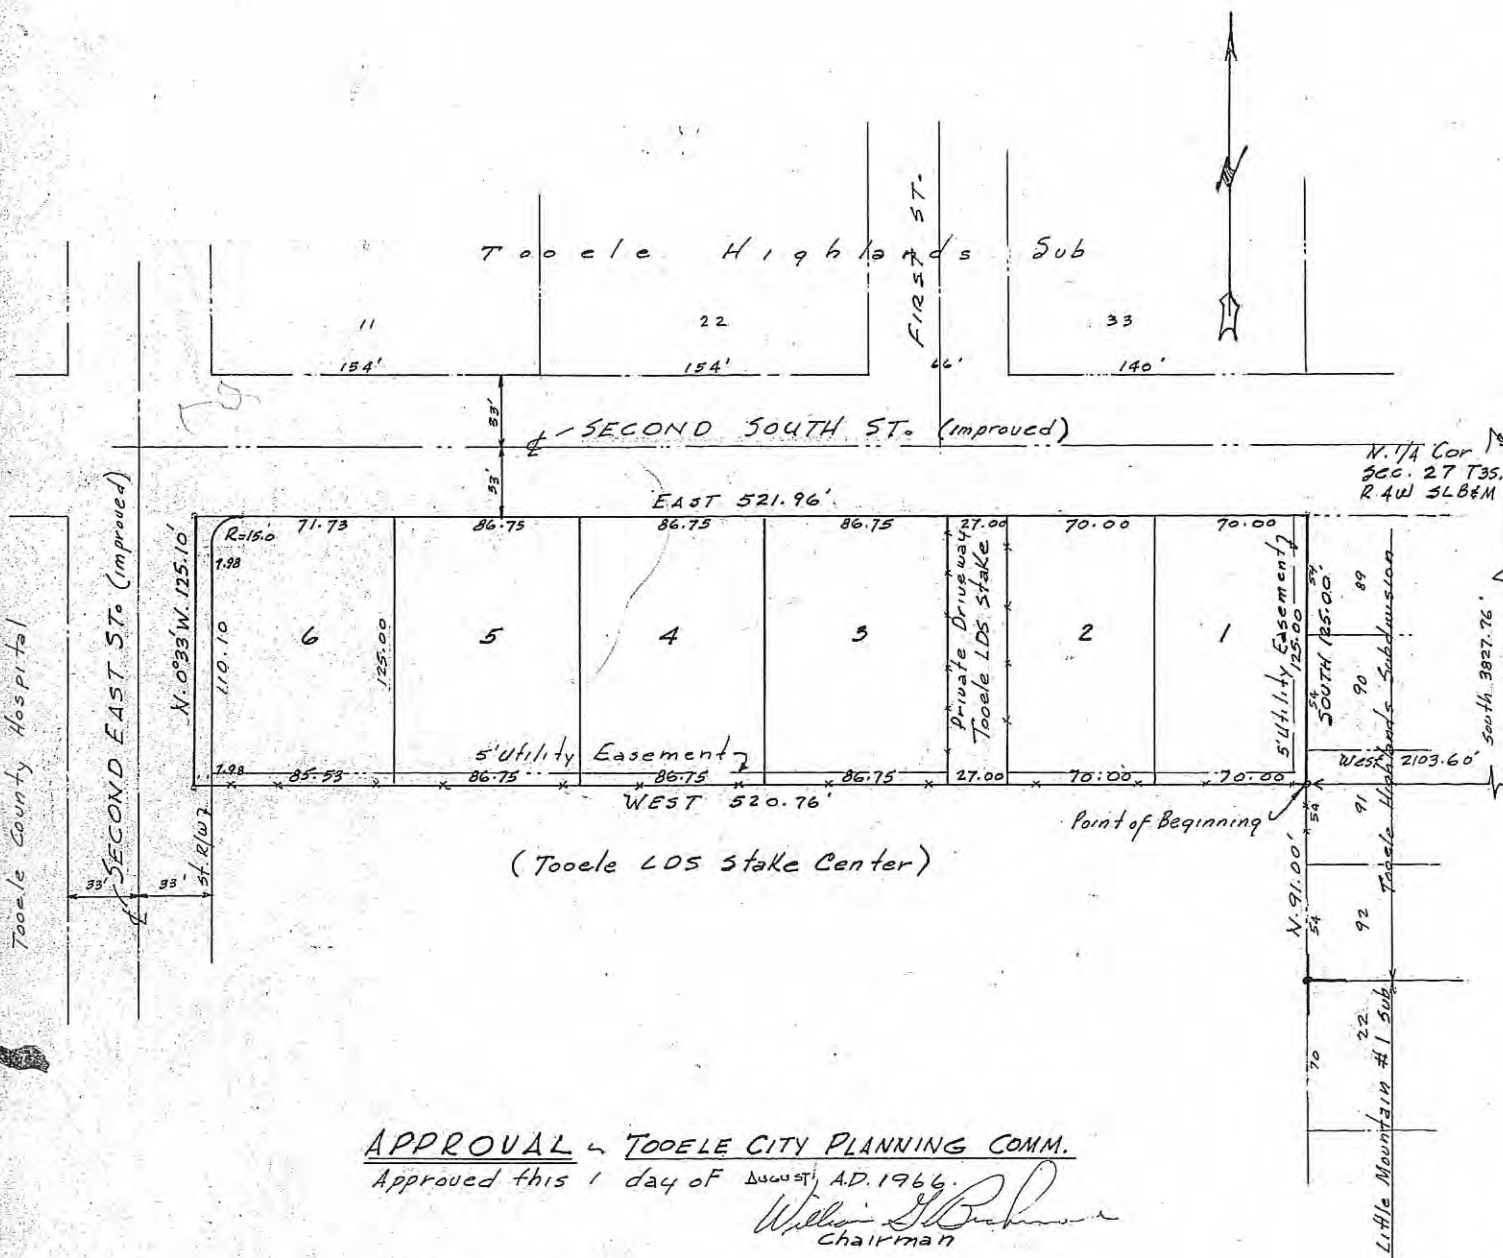 Tooele Highlands Sub
FIRST ST.
11
22
33
154'
154'
66'
140'
33'
SECOND SOUTH ST. (improved)
33'
N. 1/4 Cor
Sec. 27 T3S.
R 4W SLB&M
EAST 521.96'
R=15.0
71.73
86.75
86.75
86.75
27.00
70.00
70.00
7.98
N. 0°33'W. 125.10'
110.10
6
125.00
5
4
3
Private Driveway
Tooele LDS Stake
2
1
5' Utility Easement
125.00
SOUTH 125.00'
54
54
54
54
89
90
91
92
Tooele Highlands Subdivision
South 3827.76'
West 2103.60'
SECOND EAST ST. (improved)
Tooele County Hospital
5' Utility Easement
7.98
85.53
86.75
86.75
86.75
27.00
70.00
70.00
WEST 520.76'
Point of Beginning
(Tooele LDS Stake Center)
33'
33'
St. R/W
N. 91.00'
70
22
Little Mountain #1 Sub
APPROVAL - TOOELE CITY PLANNING COMM.
Approved this 1 day of AUGUST, A.D. 1966.
Chairman